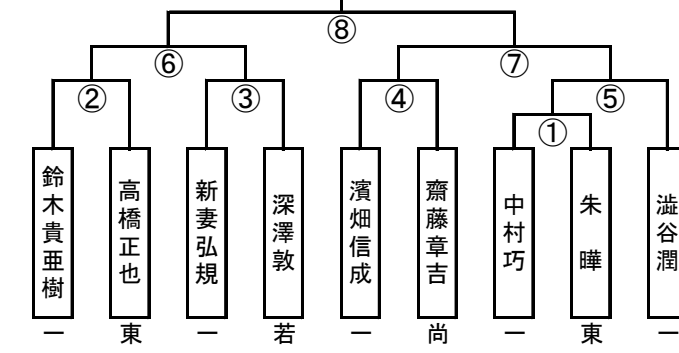 ⑧
⑥
⑦
②
③
④
⑤
①
鈴木貴亜樹
高橋正也
新妻弘規
深澤敦
濱畑信成
齋藤章吉
中村巧
朱 曄
澁谷潤
一
東
一
若
一
尚
一
東
一